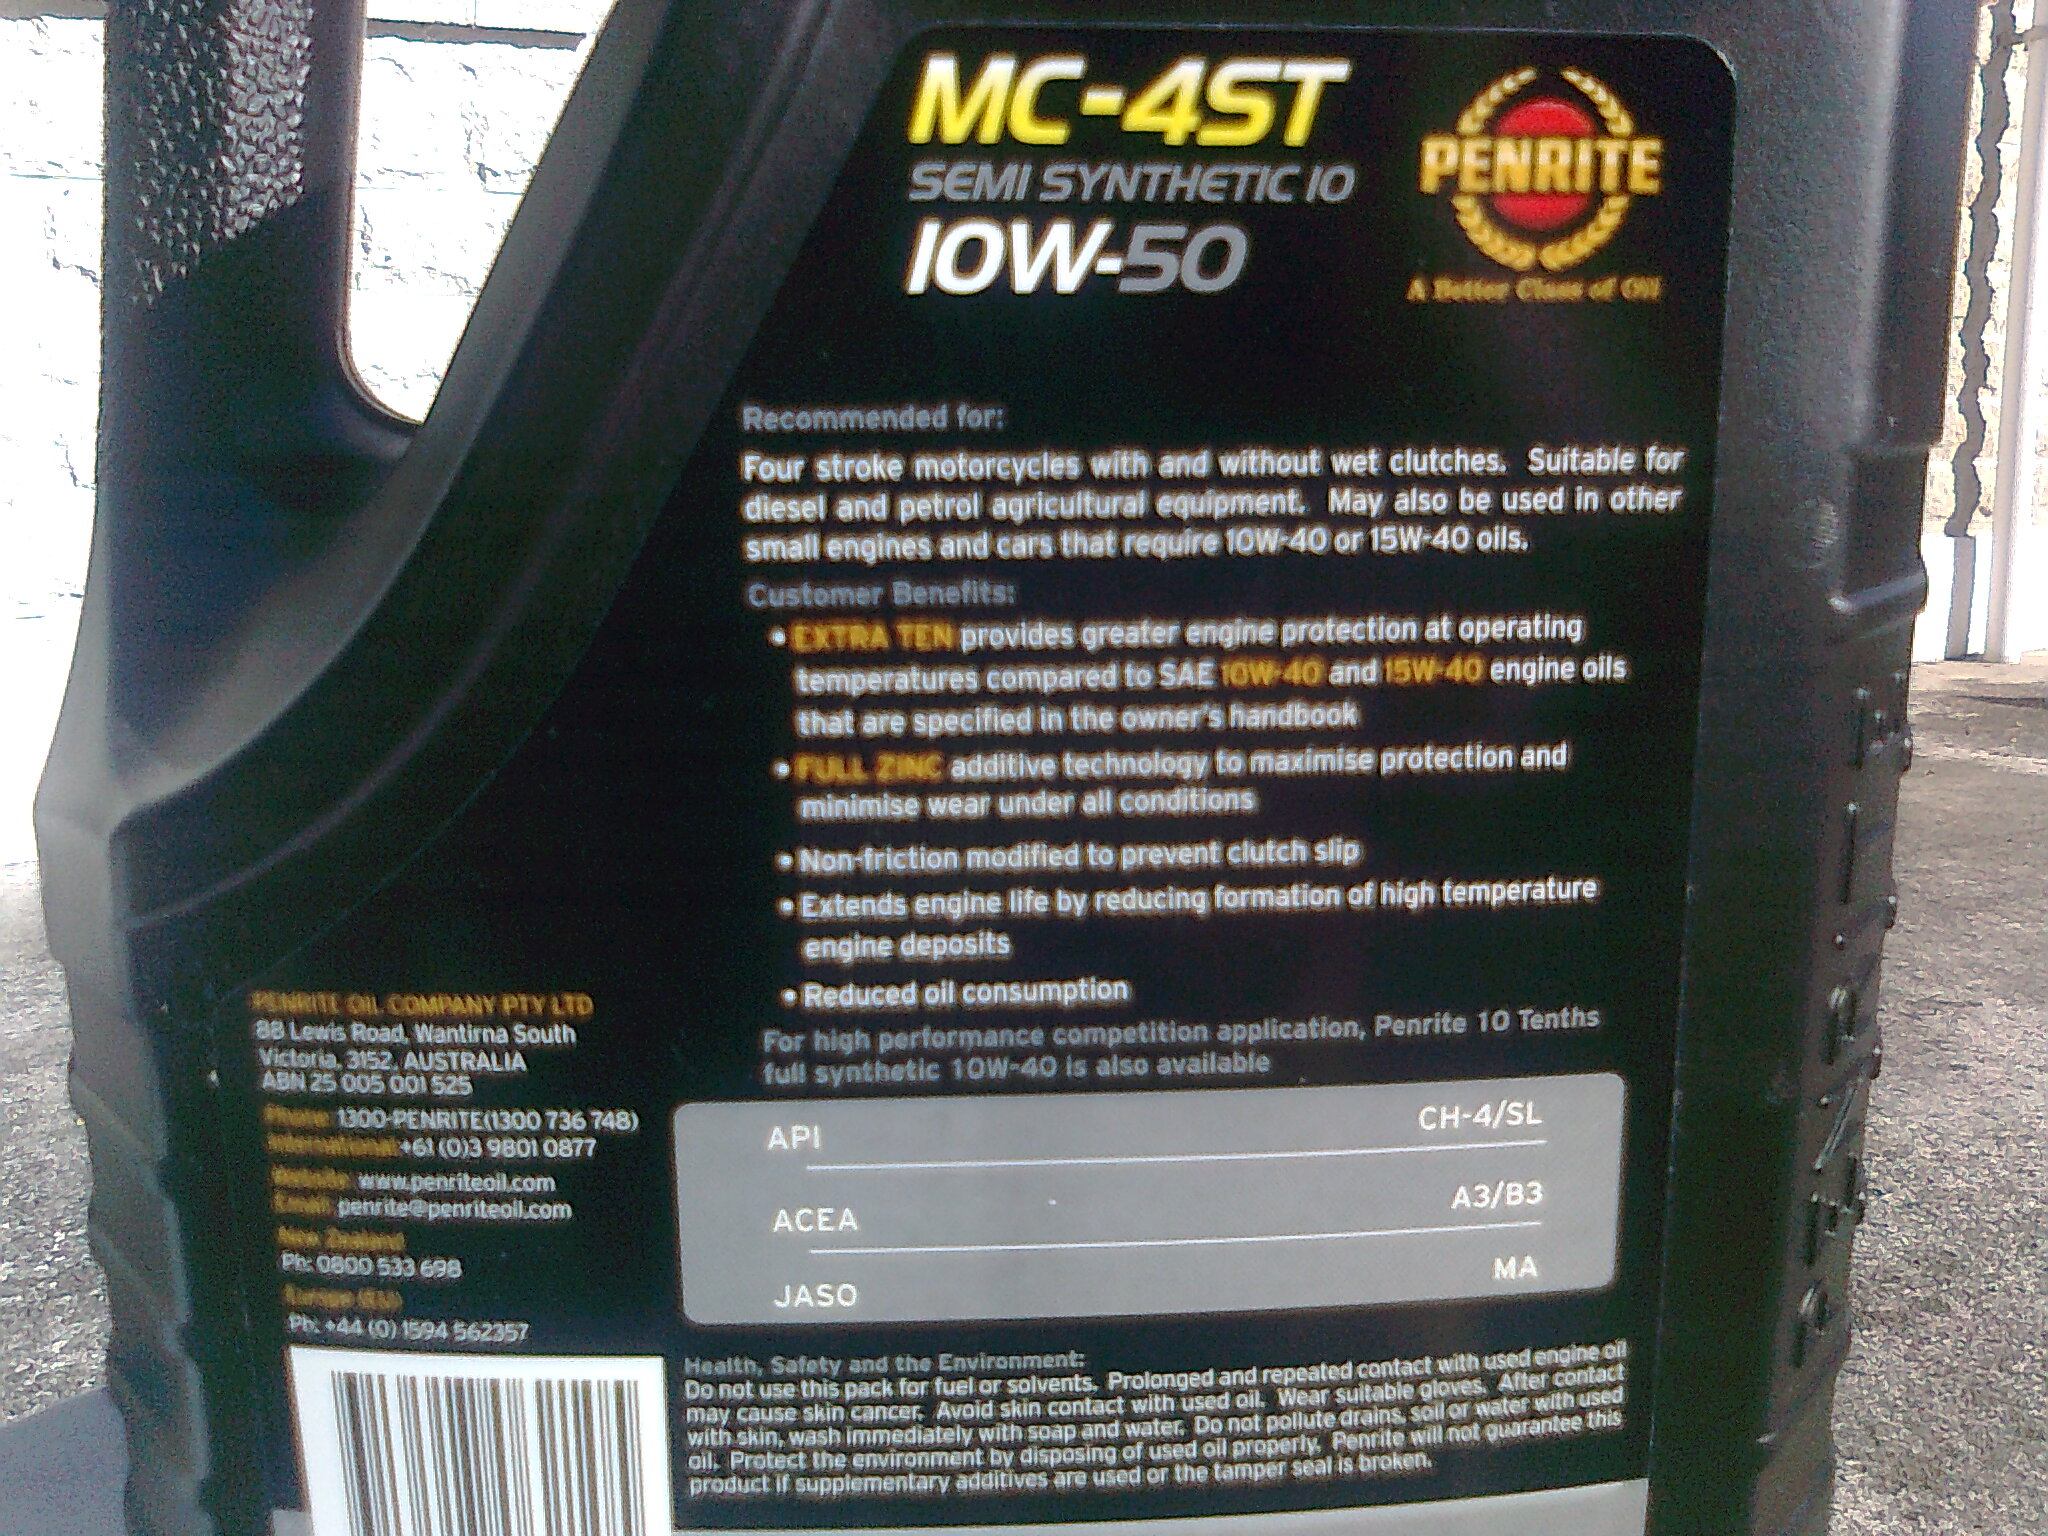 MC-4ST
SEMI SYNTHETIC 10
10W-50
PENRITE
A Better Class of Oil
Recommended for:
Four stroke motorcycles with and without wet clutches. Suitable for
diesel and petrol agricultural equipment. May also be used in other
small engines and cars that require 10W-40 or 15W-40 oils.
Customer Benefits:
• EXTRA TEN provides greater engine protection at operating
temperatures compared to SAE 10W-40 and 15W-40 engine oils
that are specified in the owner's handbook
• FULL ZINC additive technology to maximise protection and
minimise wear under all conditions
• Non-friction modified to prevent clutch slip
• Extends engine life by reducing formation of high temperature
engine deposits
• Reduced oil consumption
For high performance competition application, Penrite 10 Tenths
full synthetic 10W-40 is also available
API CH-4/SL
ACEA A3/B3
JASO MA
Health, Safety and the Environment:
Do not use this pack for fuel or solvents. Prolonged and repeated contact with used engine oil
may cause skin cancer. Avoid skin contact with used oil. Wear suitable gloves. After contact
with skin, wash immediately with soap and water. Do not pollute drains, soil or water with used
oil. Protect the environment by disposing of used oil properly. Penrite will not guarantee this
product if supplementary additives are used or the tamper seal is broken.
PENRITE OIL COMPANY PTY LTD
88 Lewis Road, Wantirna South
Victoria, 3152, AUSTRALIA
ABN 25 005 001 525
Phone: 1300-PENRITE(1300 736 748)
International: +61 (0)3 9801 0877
Website: www.penriteoil.com
Email: penrite@penriteoil.com
New Zealand
Ph: 0800 533 698
Europe (EU)
Ph: +44 (0) 1594 562357